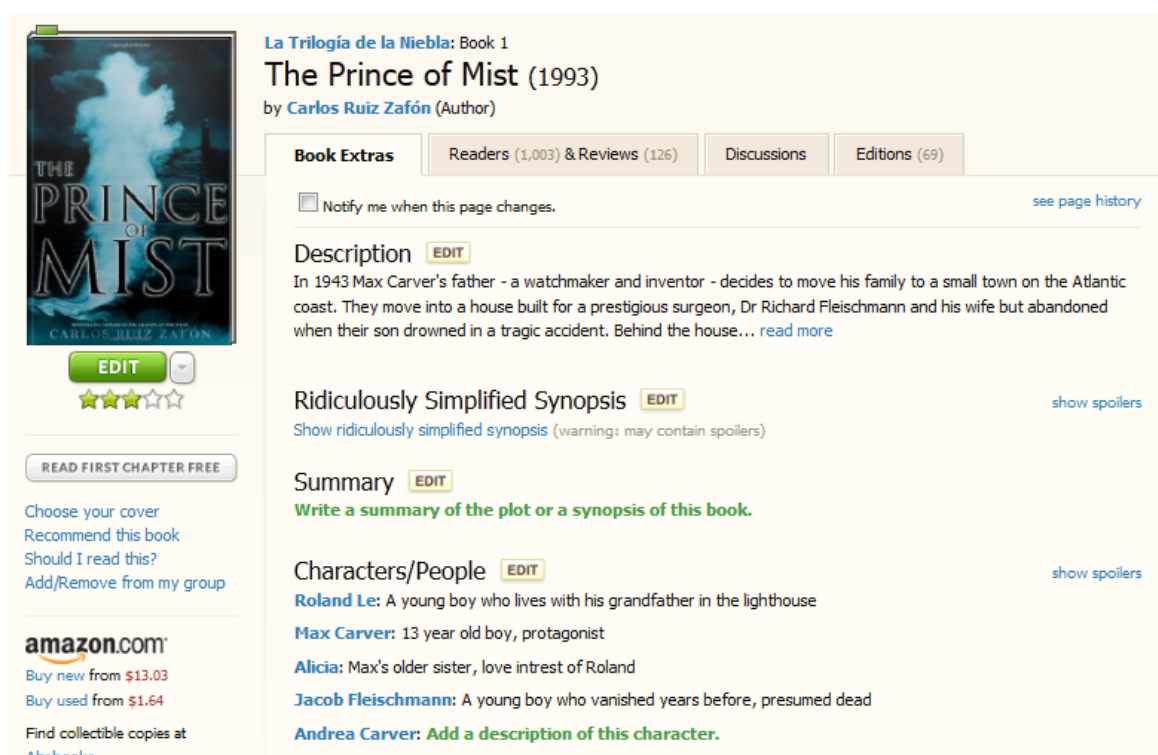 La Trilogía de la Niebla: Book 1
The Prince of Mist (1993)
by Carlos Ruiz Zafón (Author)
THE
PRINCE
OF
MIST
CARLOS RUIZ ZAFÓN
Book Extras
Readers (1,003) & Reviews (126)
Discussions
Editions (69)
Notify me when this page changes.
see page history
Description EDIT
In 1943 Max Carver's father - a watchmaker and inventor - decides to move his family to a small town on the Atlantic
coast. They move into a house built for a prestigious surgeon, Dr Richard Fleischmann and his wife but abandoned
when their son drowned in a tragic accident. Behind the house... read more
EDIT
Ridiculously Simplified Synopsis EDIT
show spoilers
Show ridiculously simplified synopsis (warning: may contain spoilers)
Summary EDIT
Write a summary of the plot or a synopsis of this book.
Characters/People EDIT
show spoilers
Roland Le: A young boy who lives with his grandfather in the lighthouse
Max Carver: 13 year old boy, protagonist
Alicia: Max's older sister, love intrest of Roland
Jacob Fleischmann: A young boy who vanished years before, presumed dead
Andrea Carver: Add a description of this character.
READ FIRST CHAPTER FREE
Choose your cover
Recommend this book
Should I read this?
Add/Remove from my group
amazon.com
Buy new from $13.03
Buy used from $1.64
Find collectible copies at